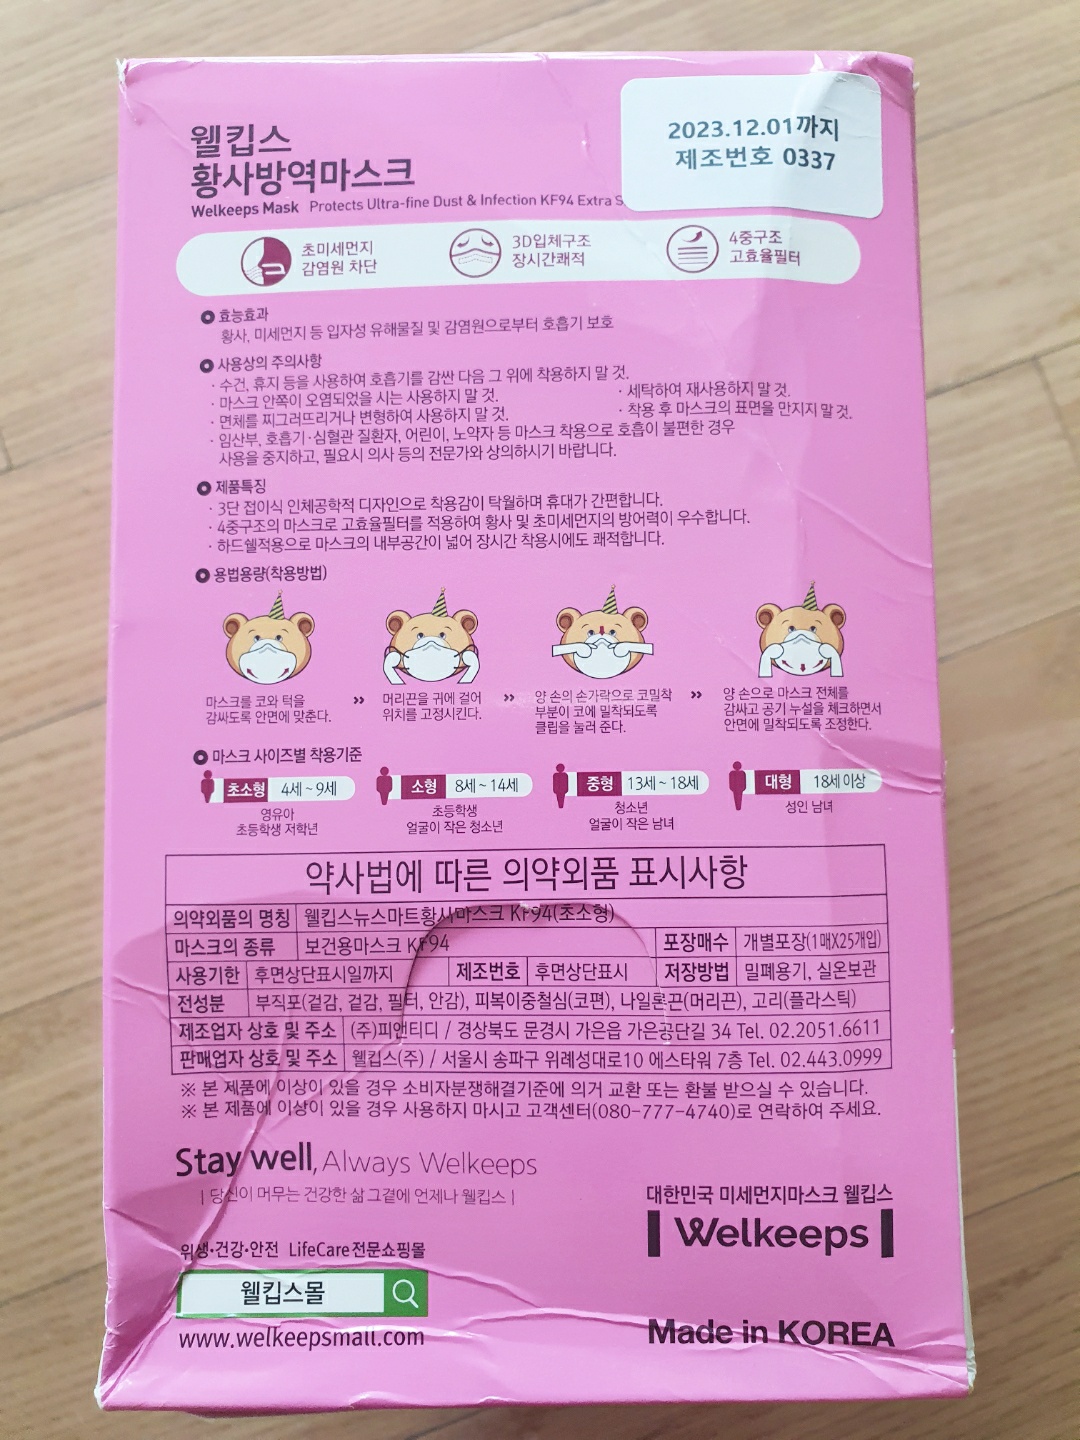 2023.12.01까지
제조번호 0337
웰킵스
황사방역마스크
Welkeeps Mask Protects Ultra-fine Dust & Infection KF94 Extra
초미세먼지
감염원 차단
3D입체구조
장시간쾌적
4중구조
고효율필터
효능효과
황사, 미세먼지 등 입자성 유해물질 및 감염원으로부터 호흡기 보호
사용상의 주의사항
· 수건, 휴지 등을 사용하여 호흡기를 감싼 다음 그 위에 착용하지 말 것.
· 마스크 안쪽이 오염되었을 시는 사용하지 말 것.
· 세탁하여 재사용하지 말 것.
· 면체를 찌그러뜨리거나 변형하여 사용하지 말 것.
· 착용 후 마스크의 표면을 만지지 말 것.
· 임산부, 호흡기·심혈관 질환자, 어린이, 노약자 등 마스크 착용으로 호흡이 불편한 경우
사용을 중지하고, 필요시 의사 등의 전문가와 상의하시기 바랍니다.
제품특징
· 3단 접이식 인체공학적 디자인으로 착용감이 탁월하며 휴대가 간편합니다.
· 4중구조의 마스크로 고효율필터를 적용하여 황사 및 초미세먼지의 방어력이 우수합니다.
· 하드쉘적용으로 마스크의 내부공간이 넓어 장시간 착용시에도 쾌적합니다.
용법용량(착용방법)
마스크를 코와 턱을
감싸도록 안면에 맞춘다.
»
머리끈을 귀에 걸어
위치를 고정시킨다.
»
양 손의 손가락으로 코밀착
부분이 코에 밀착되도록
클립을 눌러 준다.
»
양 손으로 마스크 전체를
감싸고 공기 누설을 체크하면서
안면에 밀착되도록 조정한다.
마스크 사이즈별 착용기준
초소형 4세~9세
영유아
초등학생 저학년
소형 8세~14세
초등학생
얼굴이 작은 청소년
중형 13세~18세
청소년
얼굴이 작은 남녀
대형 18세 이상
성인 남녀
약사법에 따른 의약외품 표시사항
의약외품의 명칭 웰킵스뉴스마트황사마스크 KF94(초소형)
마스크의 종류 보건용마스크 KF94 포장매수 개별포장(1매X25개입)
사용기한 후면상단표시일까지 제조번호 후면상단표시 저장방법 밀폐용기, 실온보관
전성분 부직포(겉감, 겉감, 필터, 안감), 피복이중철심(코편), 나일론끈(머리끈), 고리(플라스틱)
제조업자 상호 및 주소 (주)피앤티디 / 경상북도 문경시 가은읍 가은공단길 34 Tel. 02.2051.6611
판매업자 상호 및 주소 웰킵스(주) / 서울시 송파구 위례성대로10 에스타워 7층 Tel. 02.443.0999
※ 본 제품에 이상이 있을 경우 소비자분쟁해결기준에 의거 교환 또는 환불 받으실 수 있습니다.
※ 본 제품에 이상이 있을 경우 사용하지 마시고 고객센터(080-777-4740)로 연락하여 주세요.
Stay well, Always Welkeeps
| 당신이 머무는 건강한 삶 그곁에 언제나 웰킵스 |
대한민국 미세먼지마스크 웰킵스
Welkeeps
위생·건강·안전 LifeCare전문쇼핑몰
웰킵스몰
www.welkeepsmall.com
Made in KOREA